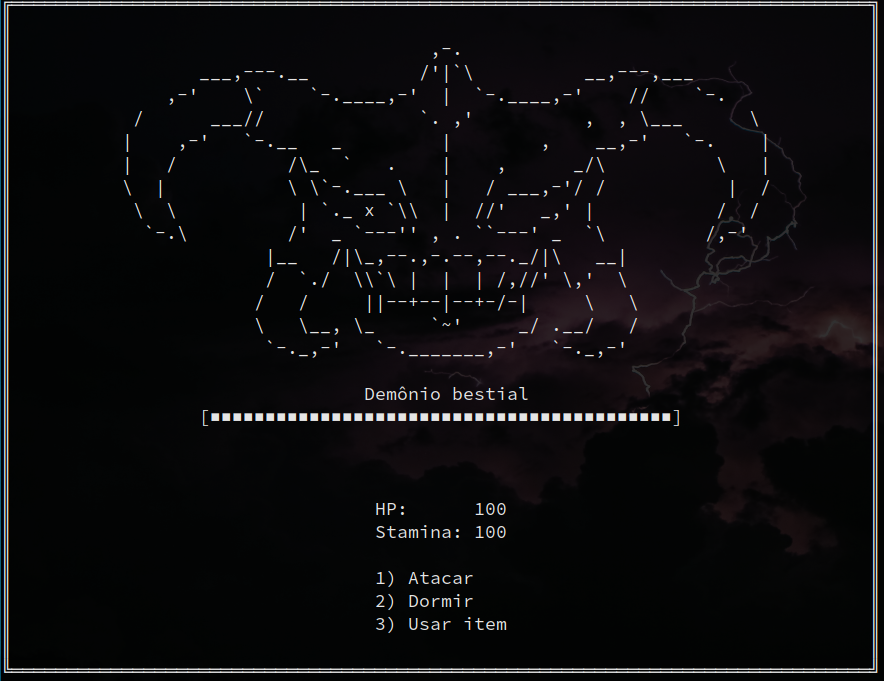 Demônio bestial
HP: 100
Stamina: 100
1) Atacar
2) Dormir
3) Usar item